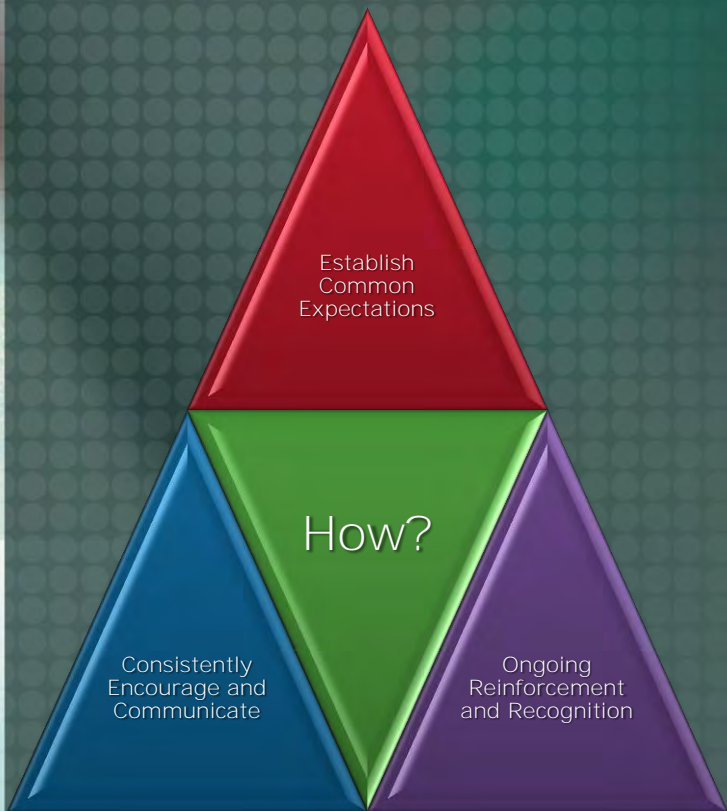 Establish
Common
Expectations
How?
Consistently
Encourage and
Communicate
Ongoing
Reinforcement
and Recognition